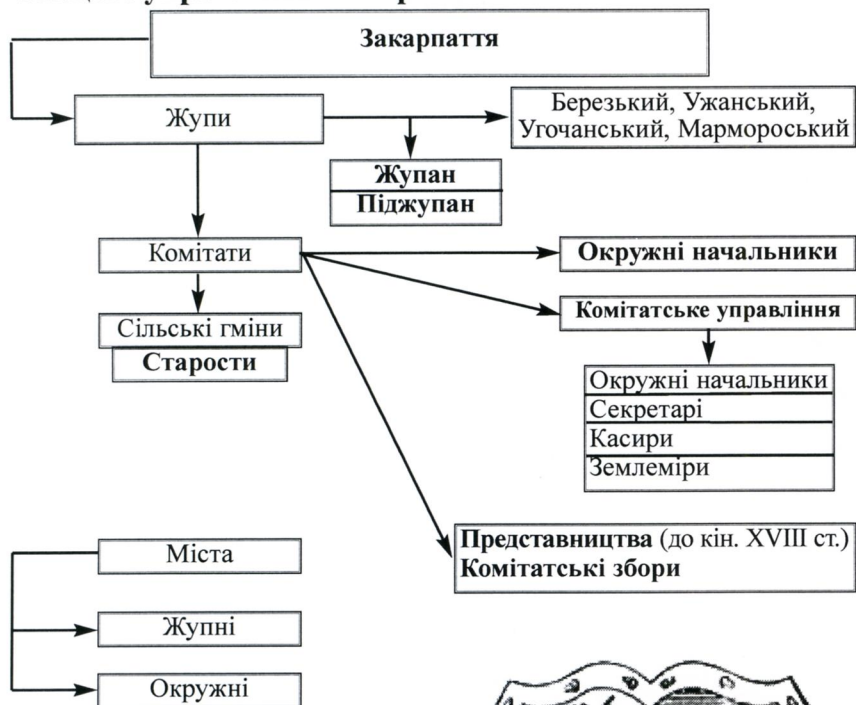 Закарпаття
Жупи
Березький, Ужанський,
Угочанський, Мармороський
Жупан
Піджупан
Комітати
Окружні начальники
Комітатське управління
Сільські гміни
Старости
Окружні начальники
Секретарі
Касири
Землеміри
Представництва (до кін. XVIII ст.)
Комітатські збори
Міста
Жупні
Окружні